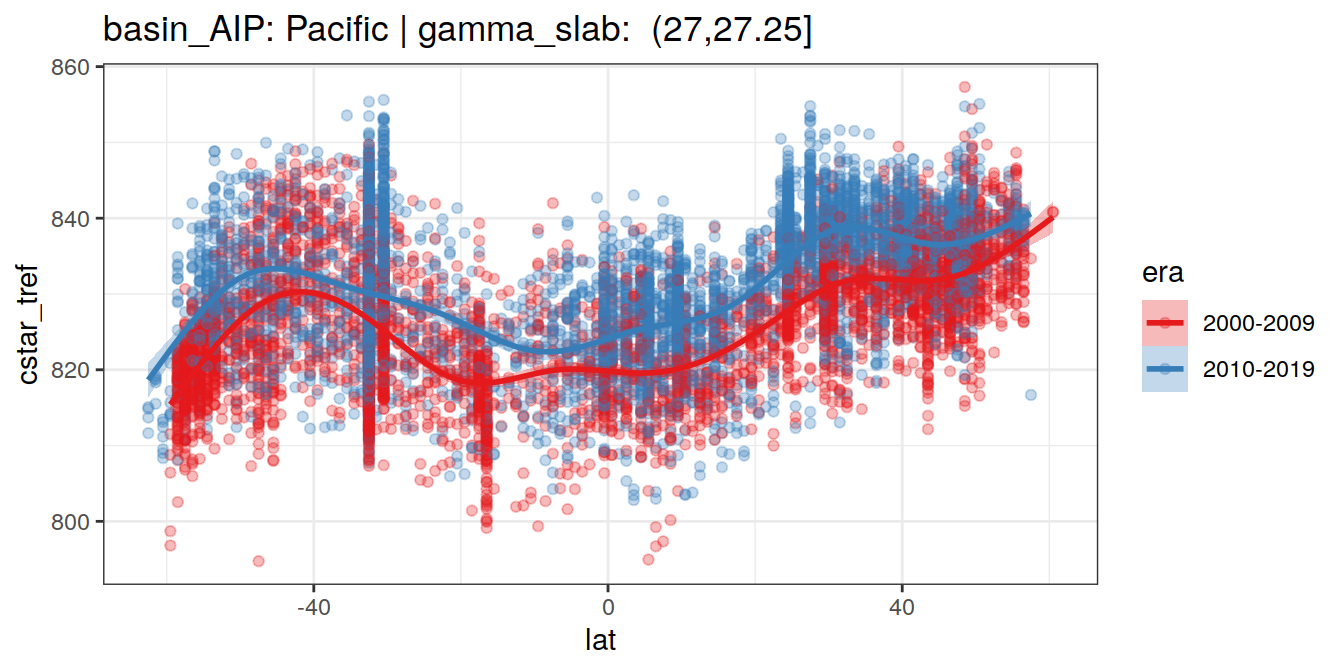 basin_AIP: Pacific | gamma_slab:  (27,27.25]
860
840
820
800
cstar_tref
-40
0
40
lat
era
2000-2009
2010-2019